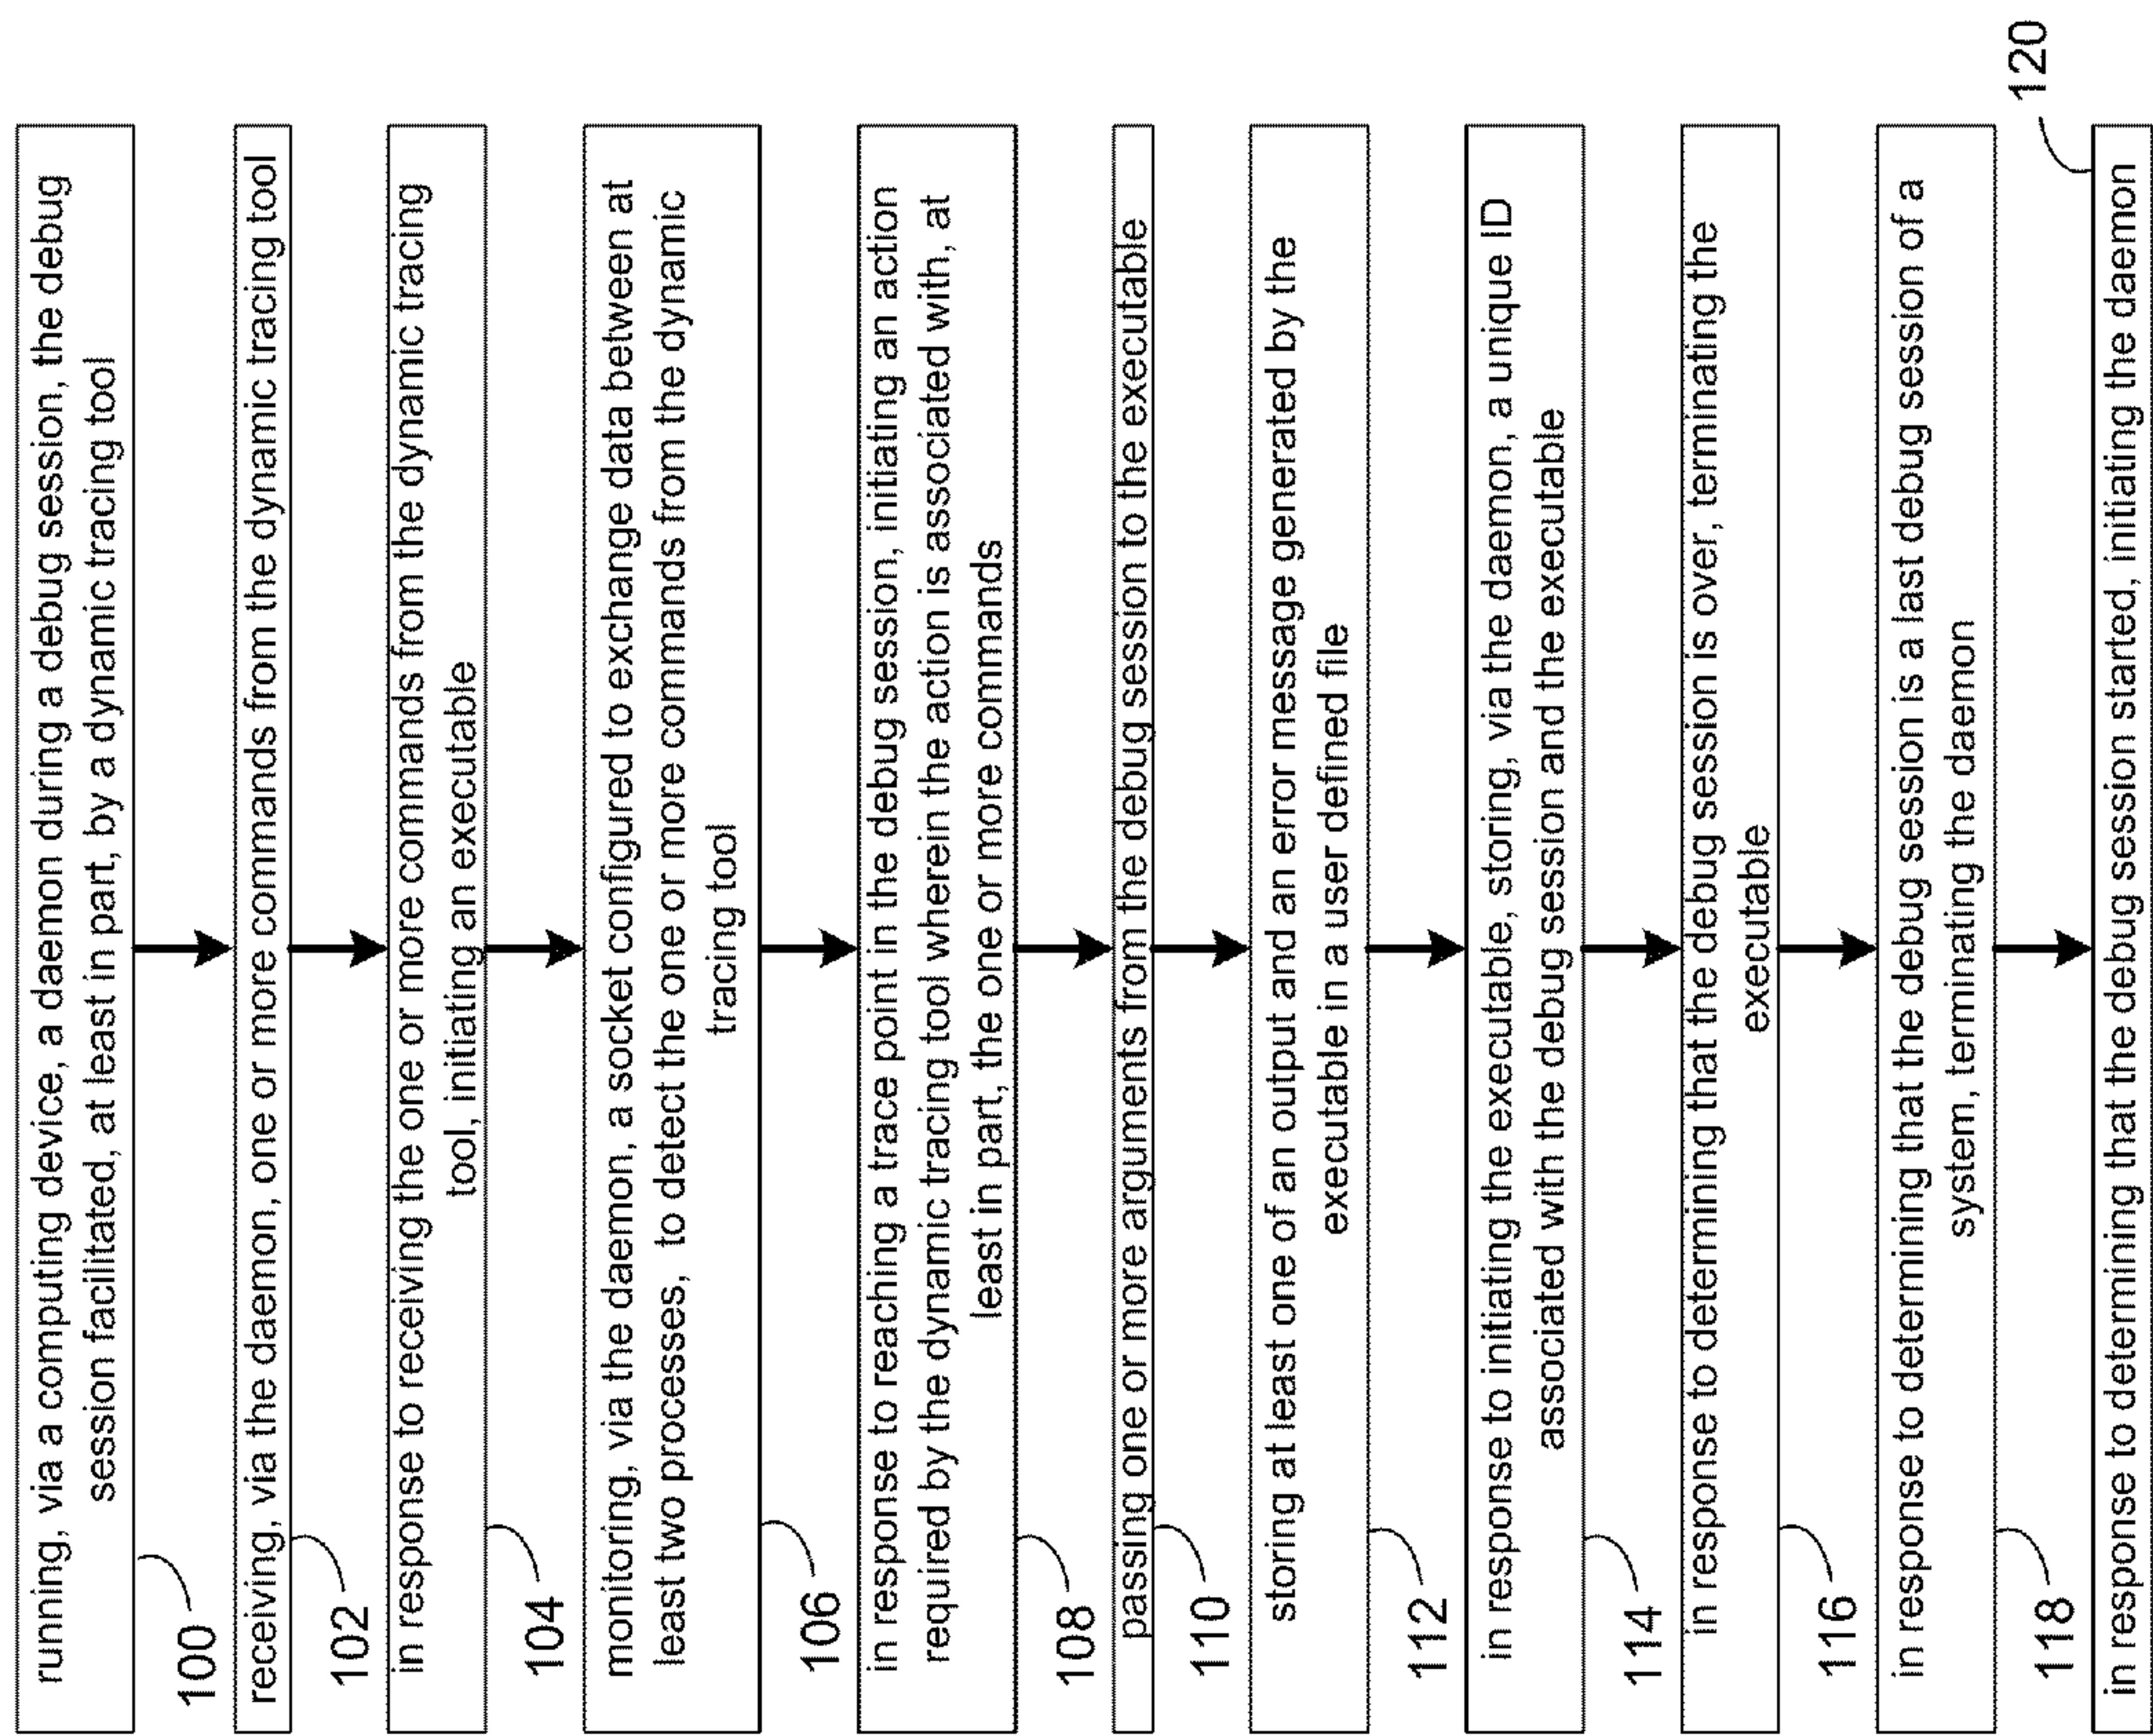 running, via a computing device, a daemon during a debug session, the debug
session facilitated, at least in part, by a dynamic tracing tool
100
receiving, via the daemon, one or more commands from the dynamic tracing tool
102
in response to receiving the one or more commands from the dynamic tracing
tool, initiating an executable
104
monitoring, via the daemon, a socket configured to exchange data between at
least two processes, to detect the one or more commands from the dynamic
tracing tool
106
in response to reaching a trace point in the debug session, initiating an action
required by the dynamic tracing tool wherein the action is associated with, at
least in part, the one or more commands
108
passing one or more arguments from the debug session to the executable
110
storing at least one of an output and an error message generated by the
executable in a user defined file
112
in response to initiating the executable, storing, via the daemon, a unique ID
associated with the debug session and the executable
114
in response to determining that the debug session is over, terminating the
executable
116
in response to determining that the debug session is a last debug session of a
system, terminating the daemon
118
120
in response to determining that the debug session started, initiating the daemon